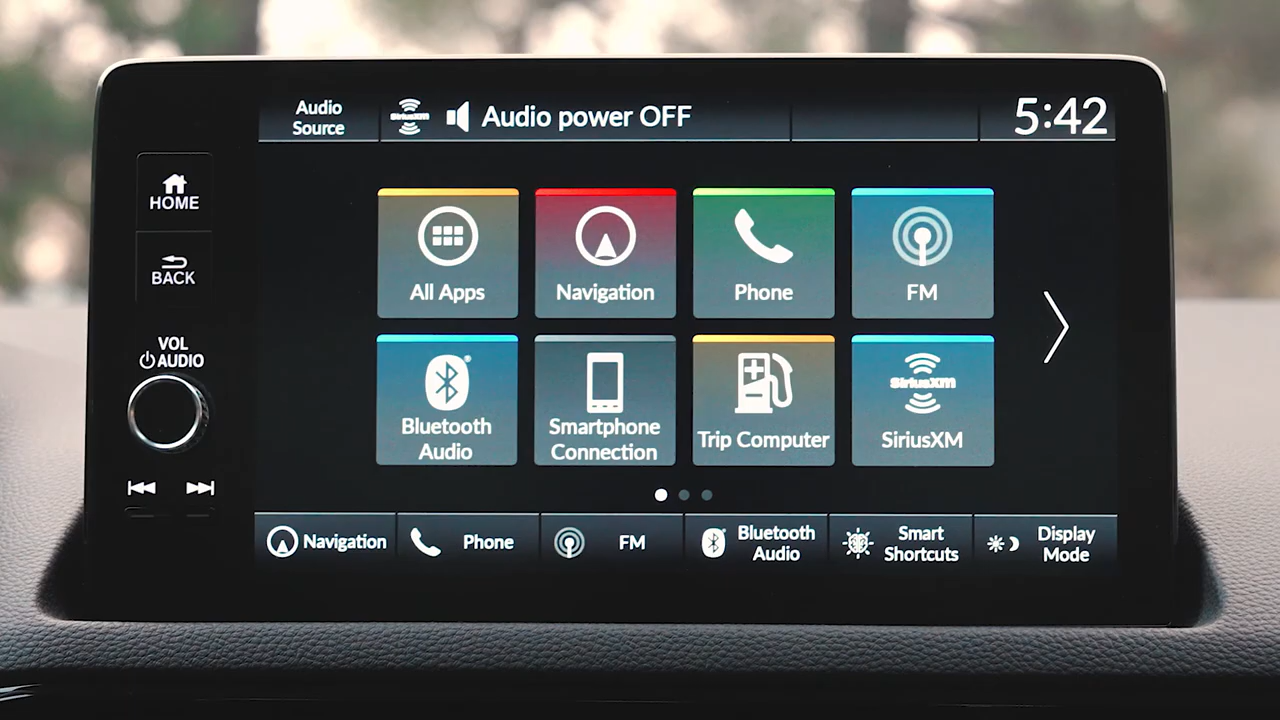 Audio
Source
SiriusXM
Audio power OFF
5:42
HOME
BACK
VOL
AUDIO
All Apps
Navigation
Phone
FM
Bluetooth
Audio
Smartphone
Connection
Trip Computer
SiriusXM
SiriusXM
Navigation
Phone
FM
Bluetooth
Audio
Smart
Shortcuts
Display
Mode